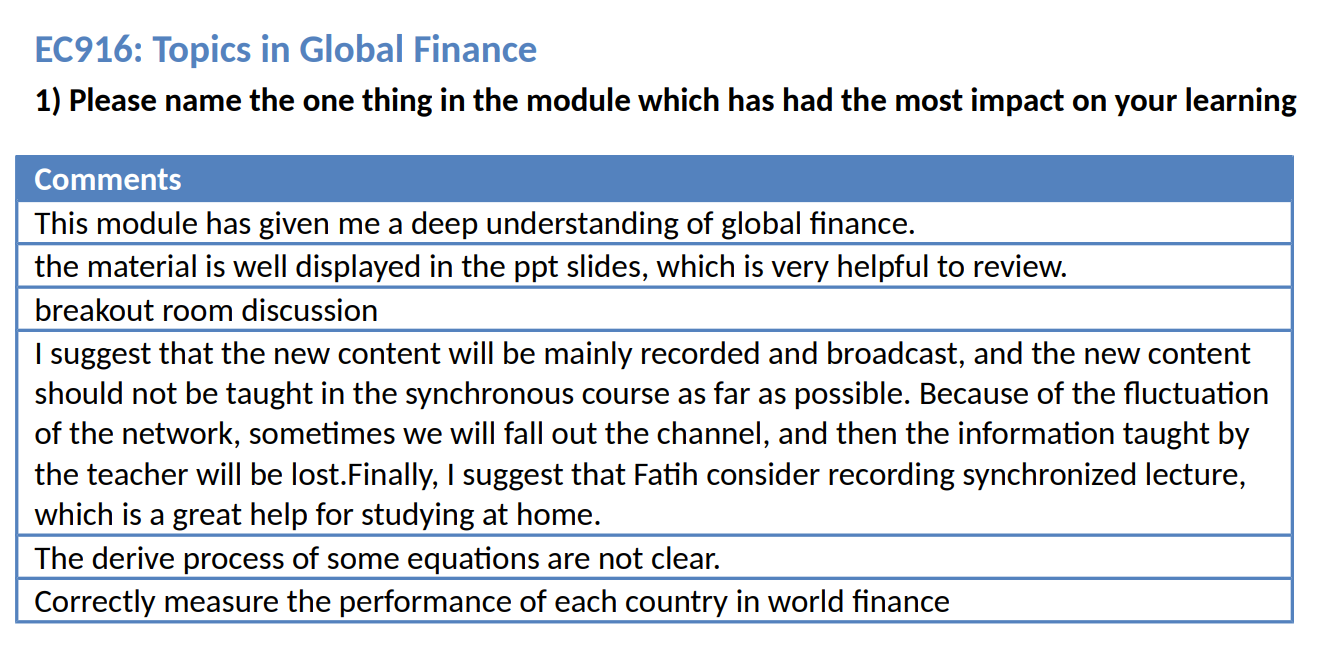 EC916: Topics in Global Finance
1) Please name the one thing in the module which has had the most impact on your learning
Comments
This module has given me a deep understanding of global finance.
the material is well displayed in the ppt slides, which is very helpful to review.
breakout room discussion
I suggest that the new content will be mainly recorded and broadcast, and the new content
should not be taught in the synchronous course as far as possible. Because of the fluctuation
of the network, sometimes we will fall out the channel, and then the information taught by
the teacher will be lost.Finally, I suggest that Fatih consider recording synchronized lecture,
which is a great help for studying at home.
The derive process of some equations are not clear.
Correctly measure the performance of each country in world finance